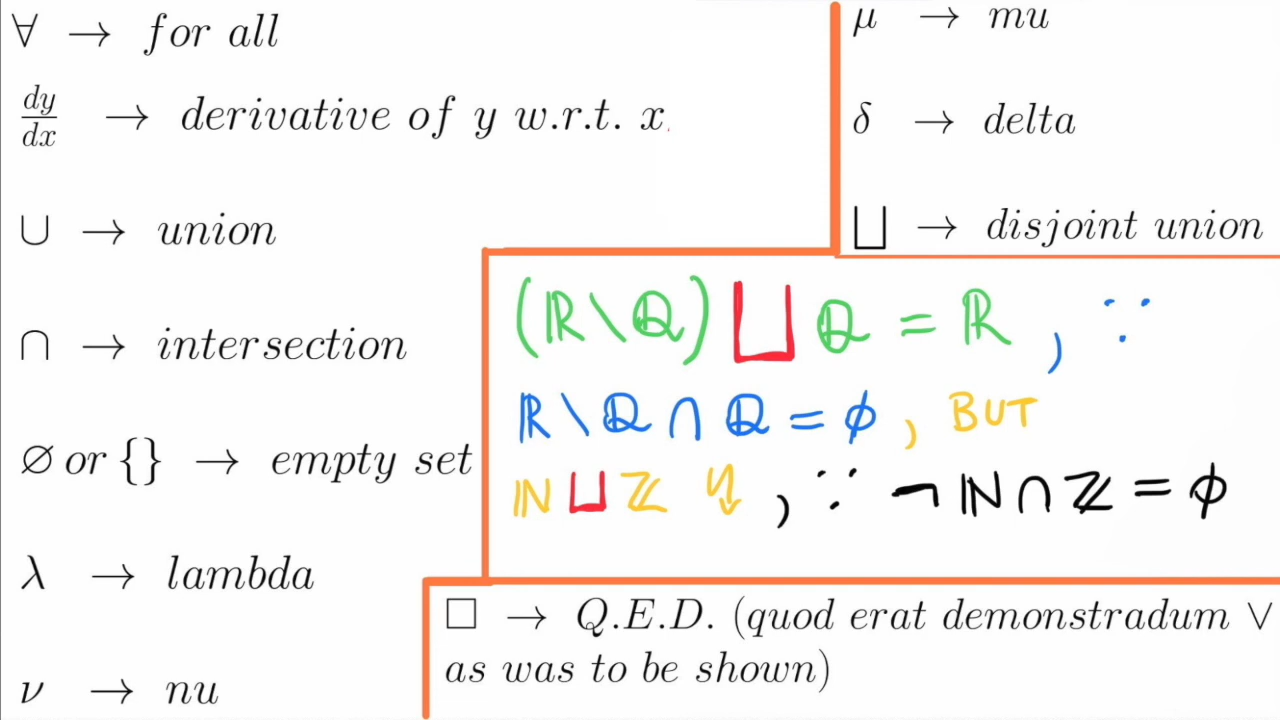 ∀ → for all
dy/dx → derivative of y w.r.t. x
∪ → union
∩ → intersection
∅ or {} → empty set
λ → lambda
ν → nu
μ → mu
δ → delta
⊔ → disjoint union
(ℝ\ℚ) ⊔ ℚ = ℝ , ∵
ℝ\ℚ ∩ ℚ = ϕ , BUT
ℕ ⊔ ℤ ↯ , ∵ ¬ ℕ ∩ ℤ = ϕ
□ → Q.E.D. (quod erat demonstradum ∨
as was to be shown)